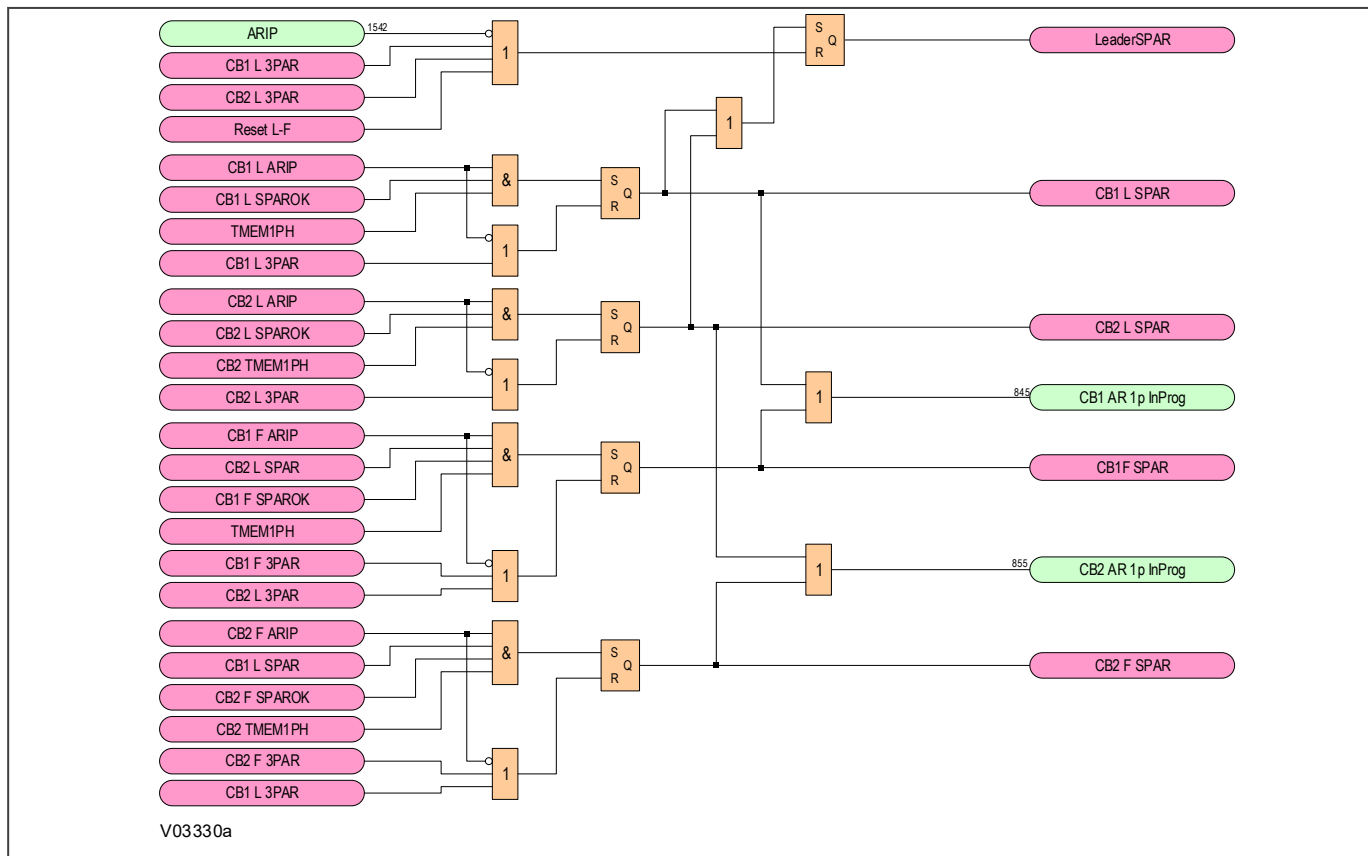 ARIP
1542
CB1 L 3PAR
CB2 L 3PAR
Reset L-F
1
S
Q
R
LeaderSPAR
1
CB1 L ARIP
CB1 L SPAROK
TMEM1PH
CB1 L 3PAR
&
1
S
Q
R
CB1 L SPAR
CB2 L ARIP
CB2 L SPAROK
CB2 TMEM1PH
CB2 L 3PAR
&
1
S
Q
R
CB2 L SPAR
1
845
CB1 AR 1p InProg
CB1 F ARIP
CB2 L SPAR
CB1 F SPAROK
TMEM1PH
CB1 F 3PAR
CB2 L 3PAR
&
1
S
Q
R
CB1F SPAR
1
855
CB2 AR 1p InProg
CB2 F ARIP
CB1 L SPAR
CB2 F SPAROK
CB2 TMEM1PH
CB2 F 3PAR
CB1 L 3PAR
&
1
S
Q
R
CB2 F SPAR
V03330a